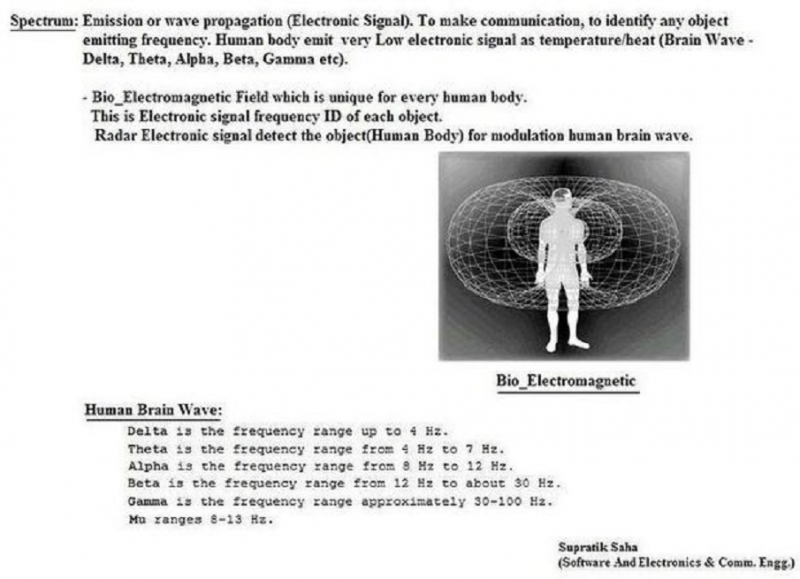 Spectrum: Emission or wave propagation (Electronic Signal). To make communication, to identify any object
emitting frequency. Human body emit very Low electronic signal as temperature/heat (Brain Wave -
Delta, Theta, Alpha, Beta, Gamma etc).
- Bio_Electromagnetic Field which is unique for every human body.
This is Electronic signal frequency ID of each object.
Radar Electronic signal detect the object(Human Body) for modulation human brain wave.
Bio_Electromagnetic
Human Brain Wave:
Delta is the frequency range up to 4 Hz.
Theta is the frequency range from 4 Hz to 7 Hz.
Alpha is the frequency range from 8 Hz to 12 Hz.
Beta is the frequency range from 12 Hz to about 30 Hz.
Gamma is the frequency range approximately 30-100 Hz.
Mu ranges 8-13 Hz.
Supratik Saha
(Software And Electronics & Comm. Engg.)